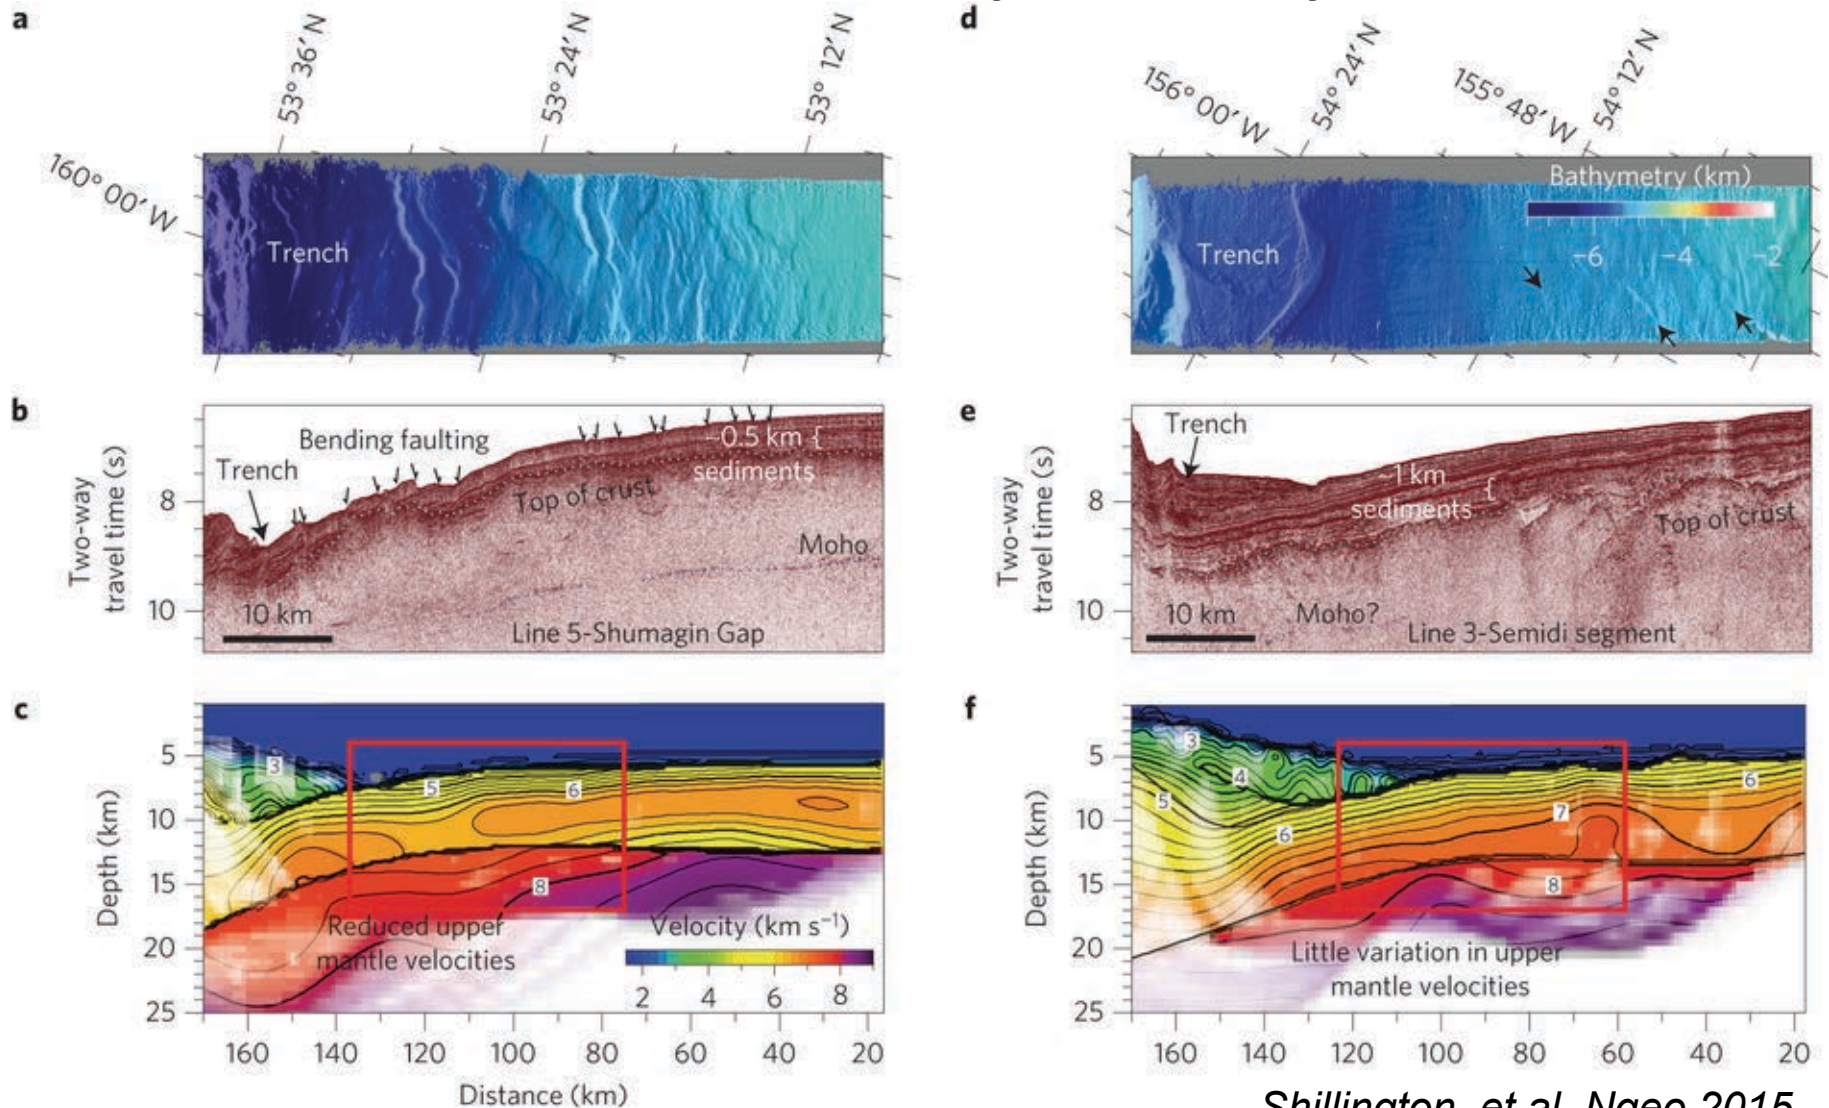 a
53° 36′ N
53° 24′ N
53° 12′ N
160° 00′ W
Trench
b
Two-way
travel time (s)
8
10
Bending faulting
Trench
~0.5 km {
sediments
Top of crust
Moho
10 km
Line 5-Shumagin Gap
c
Depth (km)
5
10
15
20
25
3
5
6
8
Reduced upper
mantle velocities
Velocity (km s−1)
2 4 6 8
160 140 120 100 80 60 40 20
Distance (km)
d
156° 00′ W
54° 24′ N
155° 48′ W
54° 12′ N
Bathymetry (km)
−6 −4 −2
Trench
e
Two-way
travel time (s)
8
10
Trench
~1 km {
sediments
Top of crust
10 km
Moho?
Line 3-Semidi segment
f
Depth (km)
5
10
15
20
25
3
4
5
6
7
6
8
Little variation in upper
mantle velocities
160 140 120 100 80 60 40 20
Shillington, et al. Ngeo 2015